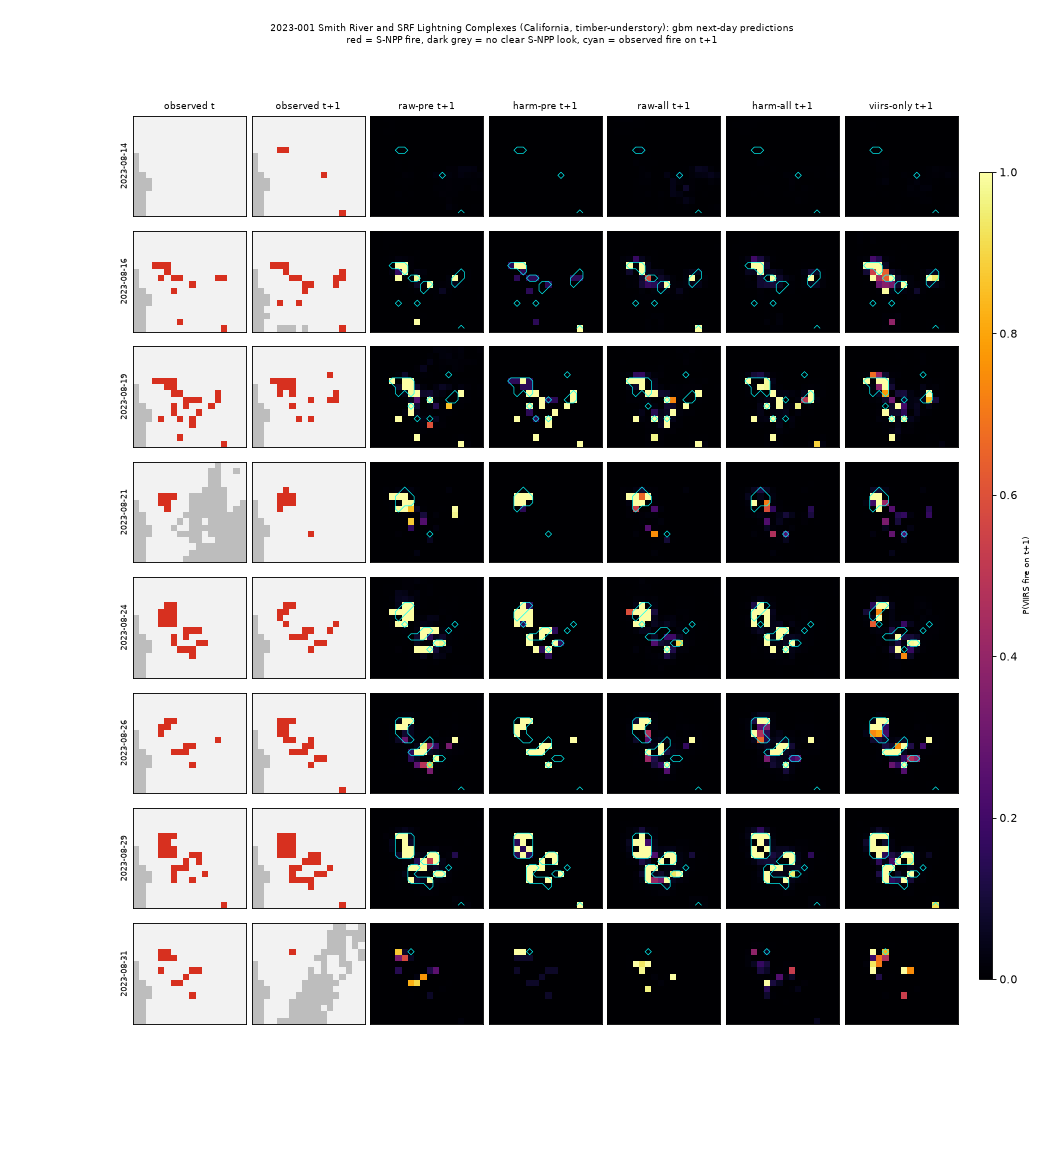 2023-001 Smith River and SRF Lightning Complexes (California, timber-understory): gbm next-day predictions
red = S-NPP fire, dark grey = no clear S-NPP look, cyan = observed fire on t+1
observed t
observed t+1
raw-pre t+1
harm-pre t+1
raw-all t+1
harm-all t+1
viirs-only t+1
2023-08-14
2023-08-16
2023-08-19
2023-08-21
2023-08-24
2023-08-26
2023-08-29
2023-08-31
1.0
0.8
0.6
0.4
0.2
0.0
P(VIIRS fire on t+1)